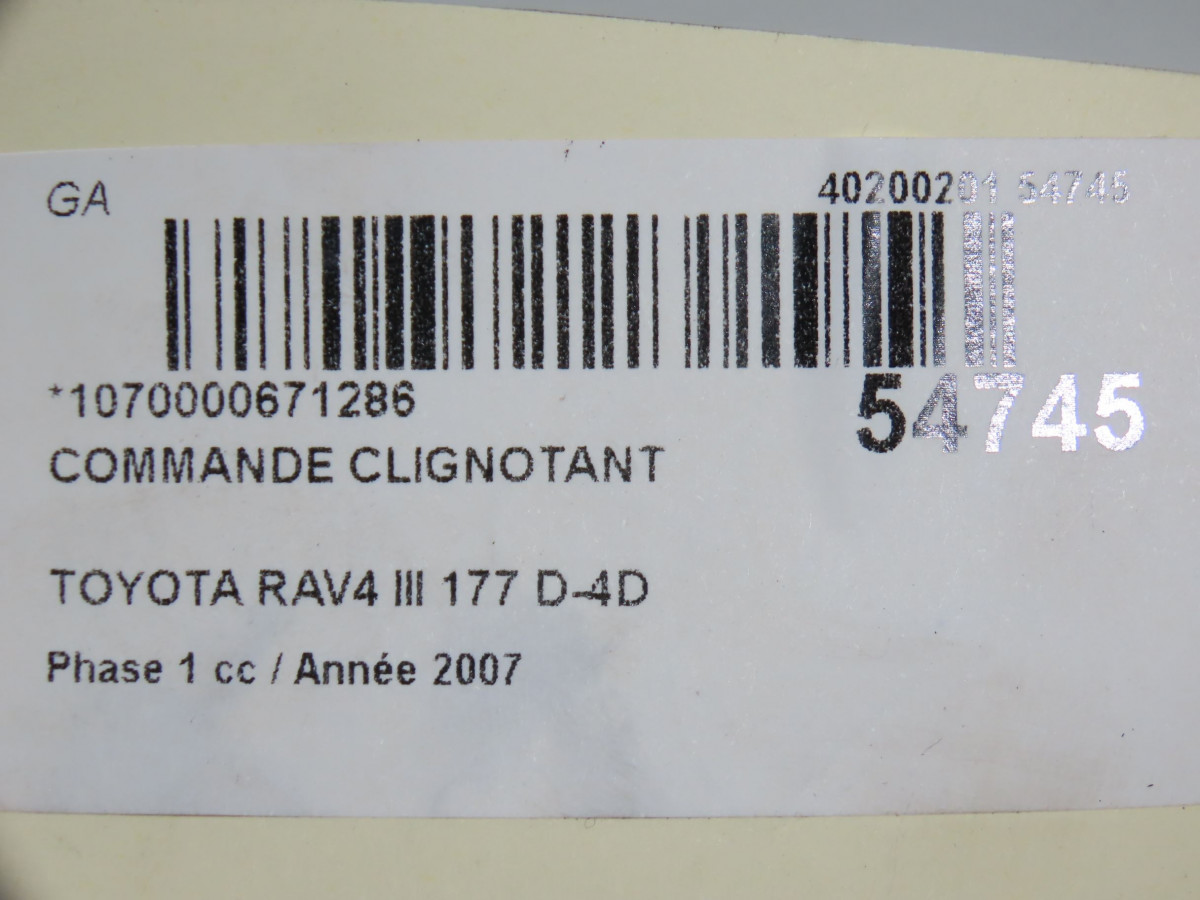 GA
40200201 54745
*1070000671286
54745
COMMANDE CLIGNOTANT
TOYOTA RAV4 III 177 D-4D
Phase 1 cc / Année 2007